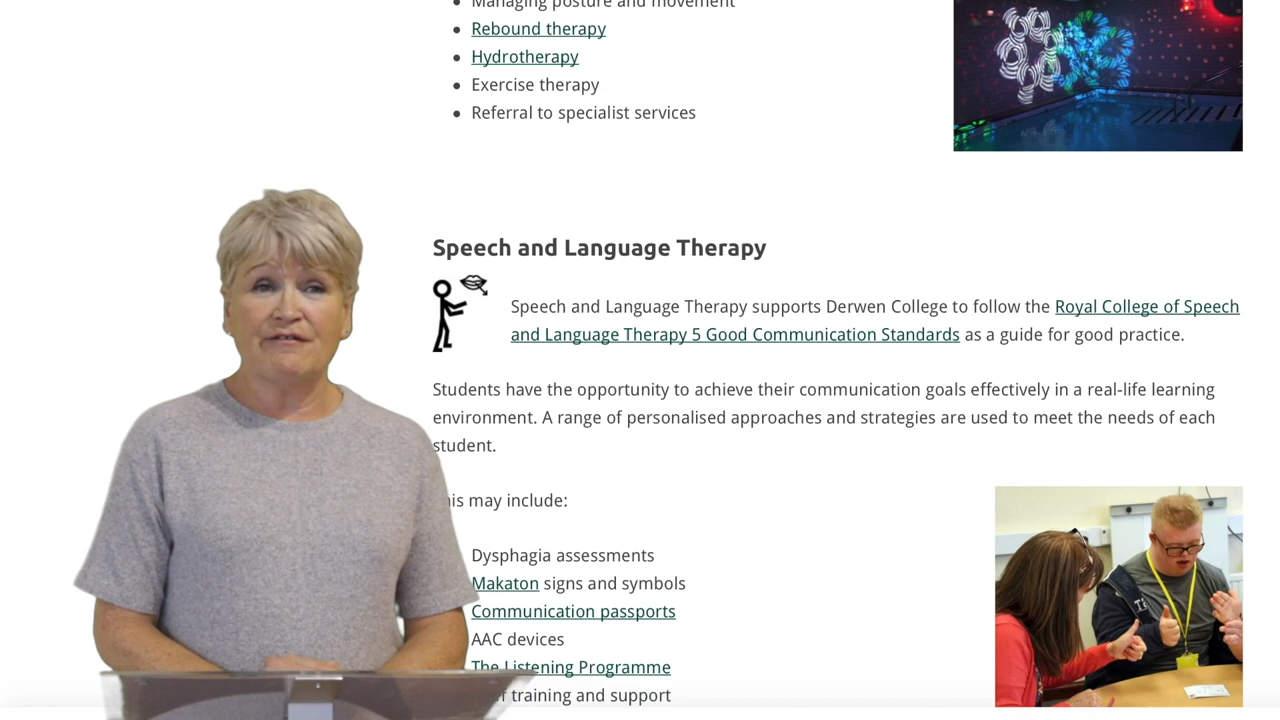 Managing posture and movement
Rebound therapy
Hydrotherapy
Exercise therapy
Referral to specialist services
Speech and Language Therapy
Speech and Language Therapy supports Derwen College to follow the Royal College of Speech
and Language Therapy 5 Good Communication Standards as a guide for good practice.
Students have the opportunity to achieve their communication goals effectively in a real-life learning
environment. A range of personalised approaches and strategies are used to meet the needs of each
student.
may include:
Dysphagia assessments
Makaton signs and symbols
Communication passports
AAC devices
The Listening Programme
training and support